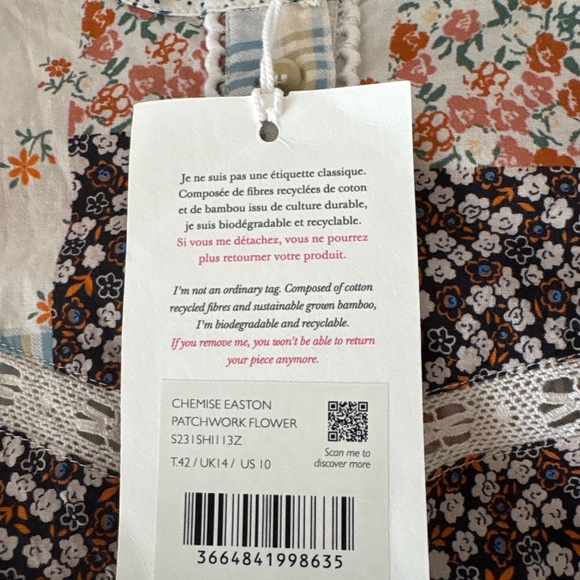 Je ne suis pas une étiquette classique.
Composée de fibres recyclées de coton
et de bambou issu de culture durable,
je suis biodégradable et recyclable.
Si vous me détachez, vous ne pourrez
plus retourner votre produit.
I'm not an ordinary tag. Composed of cotton
recycled fibres and sustainable grown bamboo,
I'm biodegradable and recyclable.
If you remove me, you won't be able to return
your piece anymore.
CHEMISE EASTON
PATCHWORK FLOWER
S231SHI113Z
T.42 / UK14 / US 10
Scan me to
discover more
3664841998635